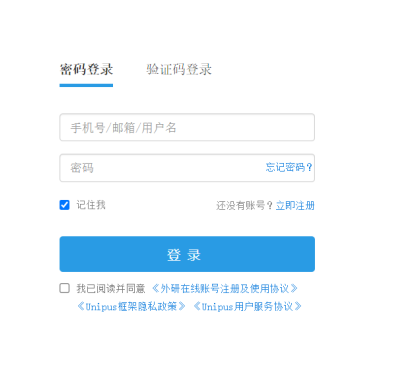 密码登录 验证码登录
手机号/邮箱/用户名
密码 忘记密码？
记住我 还没有账号？立即注册
登 录
我已阅读并同意 《外研在线账号注册及使用协议》
《Unipus框架隐私政策》 《Unipus用户服务协议》